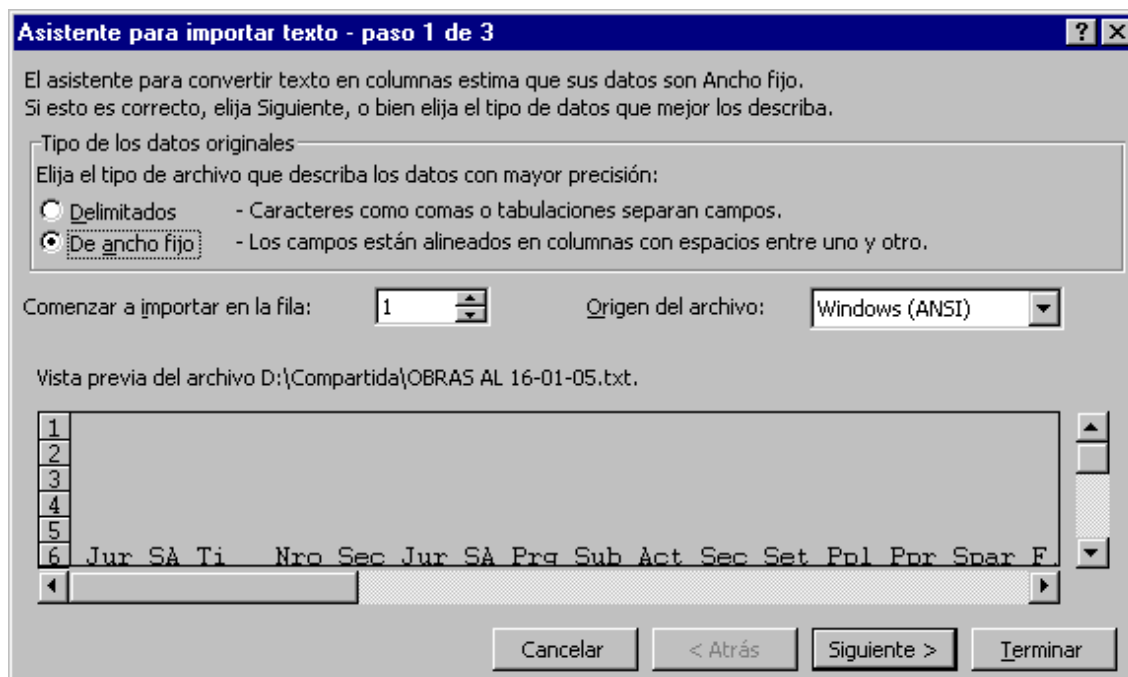 Asistente para importar texto - paso 1 de 3
El asistente para convertir texto en columnas estima que sus datos son Ancho fijo.
Si esto es correcto, elija Siguiente, o bien elija el tipo de datos que mejor los describa.
Tipo de los datos originales
Elija el tipo de archivo que describa los datos con mayor precisión:
Delimitados - Caracteres como comas o tabulaciones separan campos.
De ancho fijo - Los campos están alineados en columnas con espacios entre uno y otro.
Comenzar a importar en la fila: 1 Origen del archivo: Windows (ANSI)
Vista previa del archivo D:\Compartida\OBRAS AL 16-01-05.txt.
1
2
3
4
5
6 Jur SA Ti Nro Sec Jur SA Prg Sub Act Sec Set Ppl Ppr Spar F.
Cancelar < Atrás Siguiente > Terminar